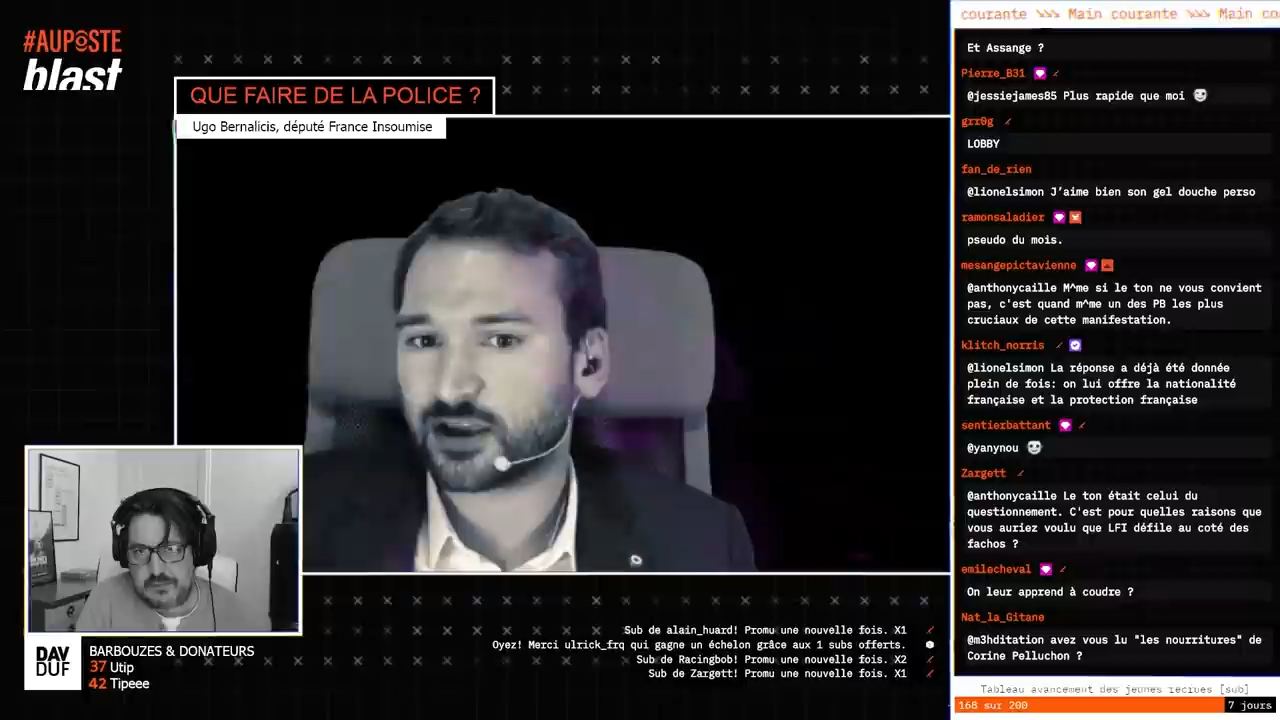 #AUPOSTE
blast
QUE FAIRE DE LA POLICE ?
Ugo Bernalicis, député France Insoumise
DAV
DUF
BARBOUZES & DONATEURS
37 Utip
42 Tipeee
Sub de alain_huard! Promu une nouvelle fois. X1
Oyez! Merci ulrick_frq qui gagne un échelon grâce aux 1 subs offerts.
Sub de Racingbob! Promu une nouvelle fois. X2
Sub de Zargett! Promu une nouvelle fois. X1
courante >>> Main courante >>> Main co
Et Assange ?
Pierre_B31
@jessiejames85 Plus rapide que moi
grr0g
LOBBY
fan_de_rien
@lionelsimon J’aime bien son gel douche perso
ramonsaladier
pseudo du mois.
mesangepictavienne
@anthonycaille M^me si le ton ne vous convient
pas, c'est quand m^me un des PB les plus
cruciaux de cette manifestation.
klitch_norris
@lionelsimon La réponse a déjà été donnée
plein de fois: on lui offre la nationalité
française et la protection française
sentierbattant
@yanynou
Zargett
@anthonycaille Le ton était celui du
questionnement. C'est pour quelles raisons que
vous auriez voulu que LFI défile au coté des
fachos ?
emilecheval
On leur apprend à coudre ?
Nat_la_Gitane
@m3hditation avez vous lu "les nourritures" de
Corine Pelluchon ?
Tableau avancement des jeunes recrues [sub]
168 sur 200
7 jours